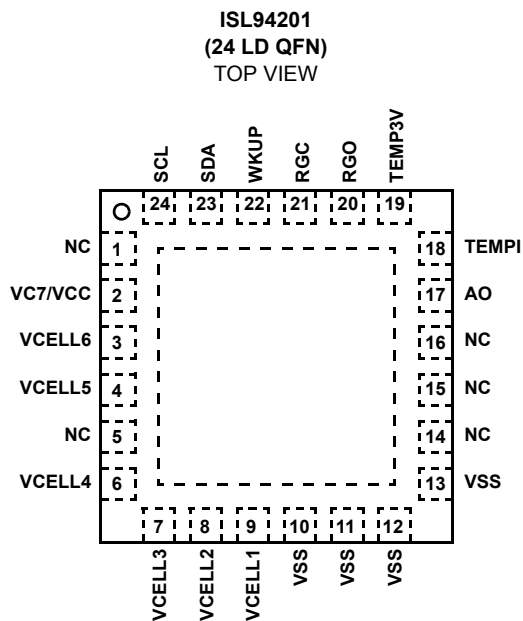 ISL94201
(24 LD QFN)
TOP VIEW
SCL
SDA
WKUP
RGC
RGO
TEMP3V
24
23
22
21
20
19
NC
1
18
TEMPI
VC7/VCC
2
17
AO
VCELL6
3
16
NC
VCELL5
4
15
NC
NC
5
14
NC
VCELL4
6
13
VSS
7
8
9
10
11
12
VCELL3
VCELL2
VCELL1
VSS
VSS
VSS